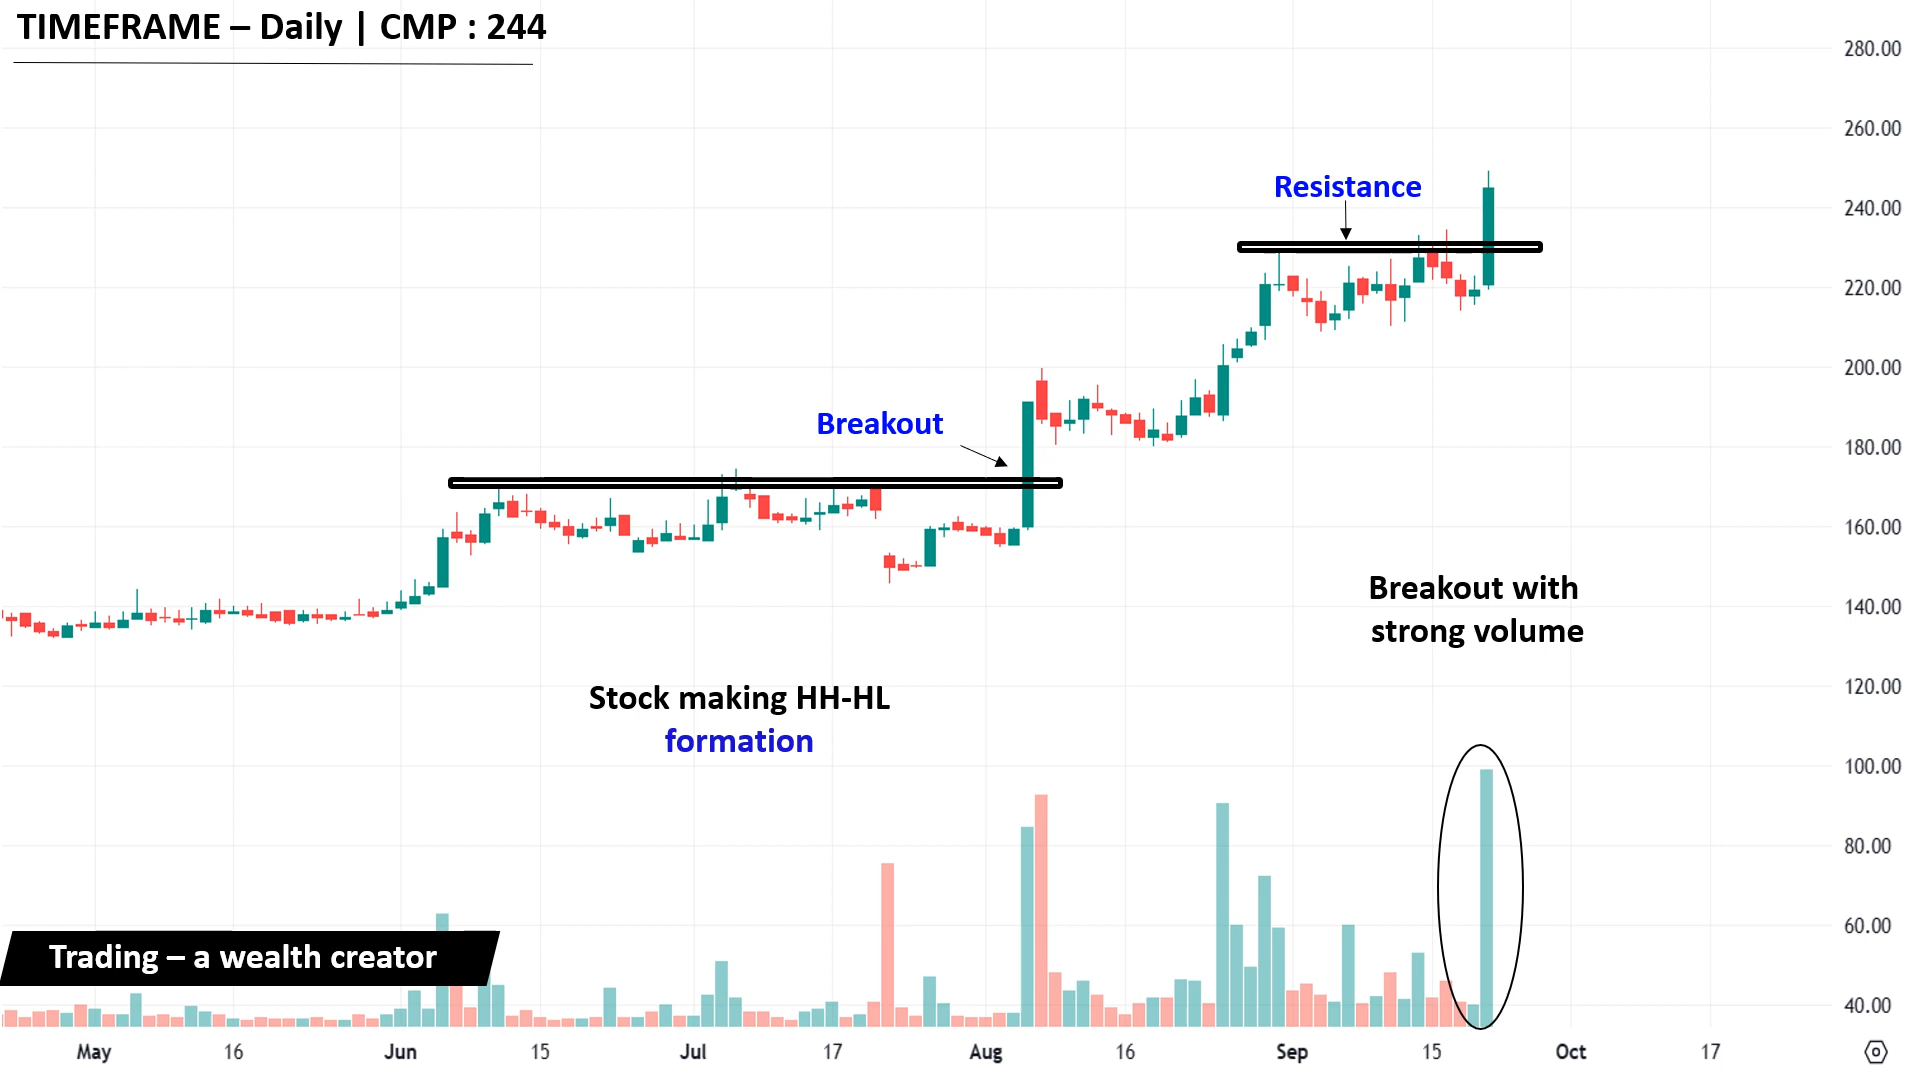 TIMEFRAME – Daily | CMP : 244
280.00
260.00
Resistance
240.00
220.00
200.00
Breakout
180.00
160.00
Breakout with
strong volume
140.00
120.00
Stock making HH-HL
formation
100.00
80.00
60.00
Trading – a wealth creator
40.00
May 16 Jun 15 Jul 17 Aug 16 Sep 15 Oct 17